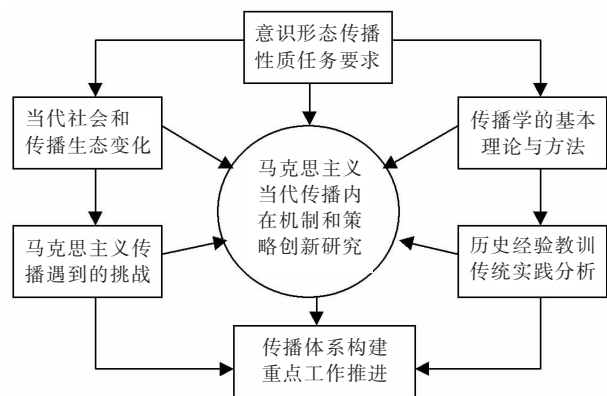 意识形态传播
性质任务要求
当代社会和
传播生态变化
传播学的基本
理论与方法
马克思主义
当代传播内
在机制和策
略创新研究
马克思主义传
播遇到的挑战
历史经验教训
传统实践分析
传播体系构建
重点工作推进